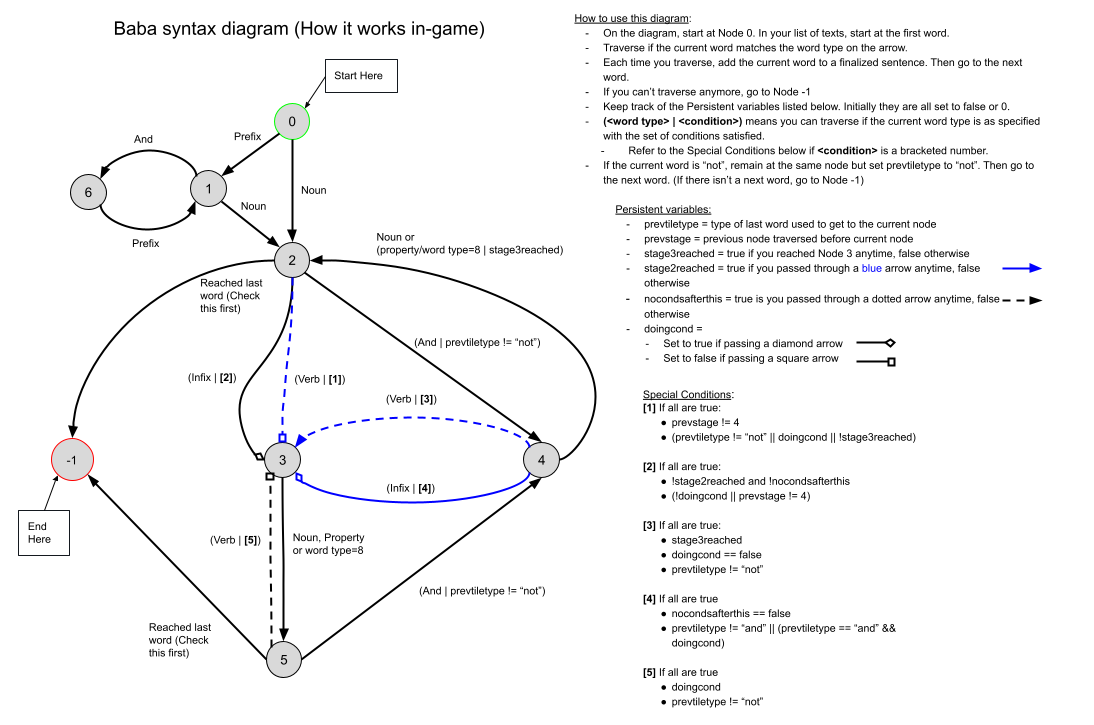 Baba syntax diagram (How it works in-game)
Start Here
0
Prefix
And
6
1
Prefix
Noun
Noun
2
Reached last
word (Check
this first)
Noun or
(property/word type=8 | stage3reached)
(And | prevtiletype != “not”)
(Infix | [2])
(Verb | [1])
(Verb | [3])
-1
3
4
(Infix | [4])
End
Here
(Verb | [5])
Noun, Property
or word type=8
(And | prevtiletype != “not”)
Reached last
word (Check
this first)
5
How to use this diagram:
- On the diagram, start at Node 0. In your list of texts, start at the first word.
- Traverse if the current word matches the word type on the arrow.
- Each time you traverse, add the current word to a finalized sentence. Then go to the next
word.
- If you can’t traverse anymore, go to Node -1
- Keep track of the Persistent variables listed below. Initially they are all set to false or 0.
- (<word type> | <condition>) means you can traverse if the current word type is as specified
with the set of conditions satisfied.
- Refer to the Special Conditions below if <condition> is a bracketed number.
- If the current word is “not”, remain at the same node but set prevtiletype to “not”. Then go to
the next word. (If there isn’t a next word, go to Node -1)
Persistent variables:
- prevtiletype = type of last word used to get to the current node
- prevstage = previous node traversed before current node
- stage3reached = true if you reached Node 3 anytime, false otherwise
- stage2reached = true if you passed through a blue arrow anytime, false
otherwise
- nocondsafterthis = true is you passed through a dotted arrow anytime, false
otherwise
- doingcond =
- Set to true if passing a diamond arrow
- Set to false if passing a square arrow
Special Conditions:
[1] If all are true:
● prevstage != 4
● (prevtiletype != “not” || doingcond || !stage3reached)
[2] If all are true:
● !stage2reached and !nocondsafterthis
● (!doingcond || prevstage != 4)
[3] If all are true:
● stage3reached
● doingcond == false
● prevtiletype != “not”
[4] If all are true
● nocondsafterthis == false
● prevtiletype != “and” || (prevtiletype == “and” &&
doingcond)
[5] If all are true
● doingcond
● prevtiletype != “not”